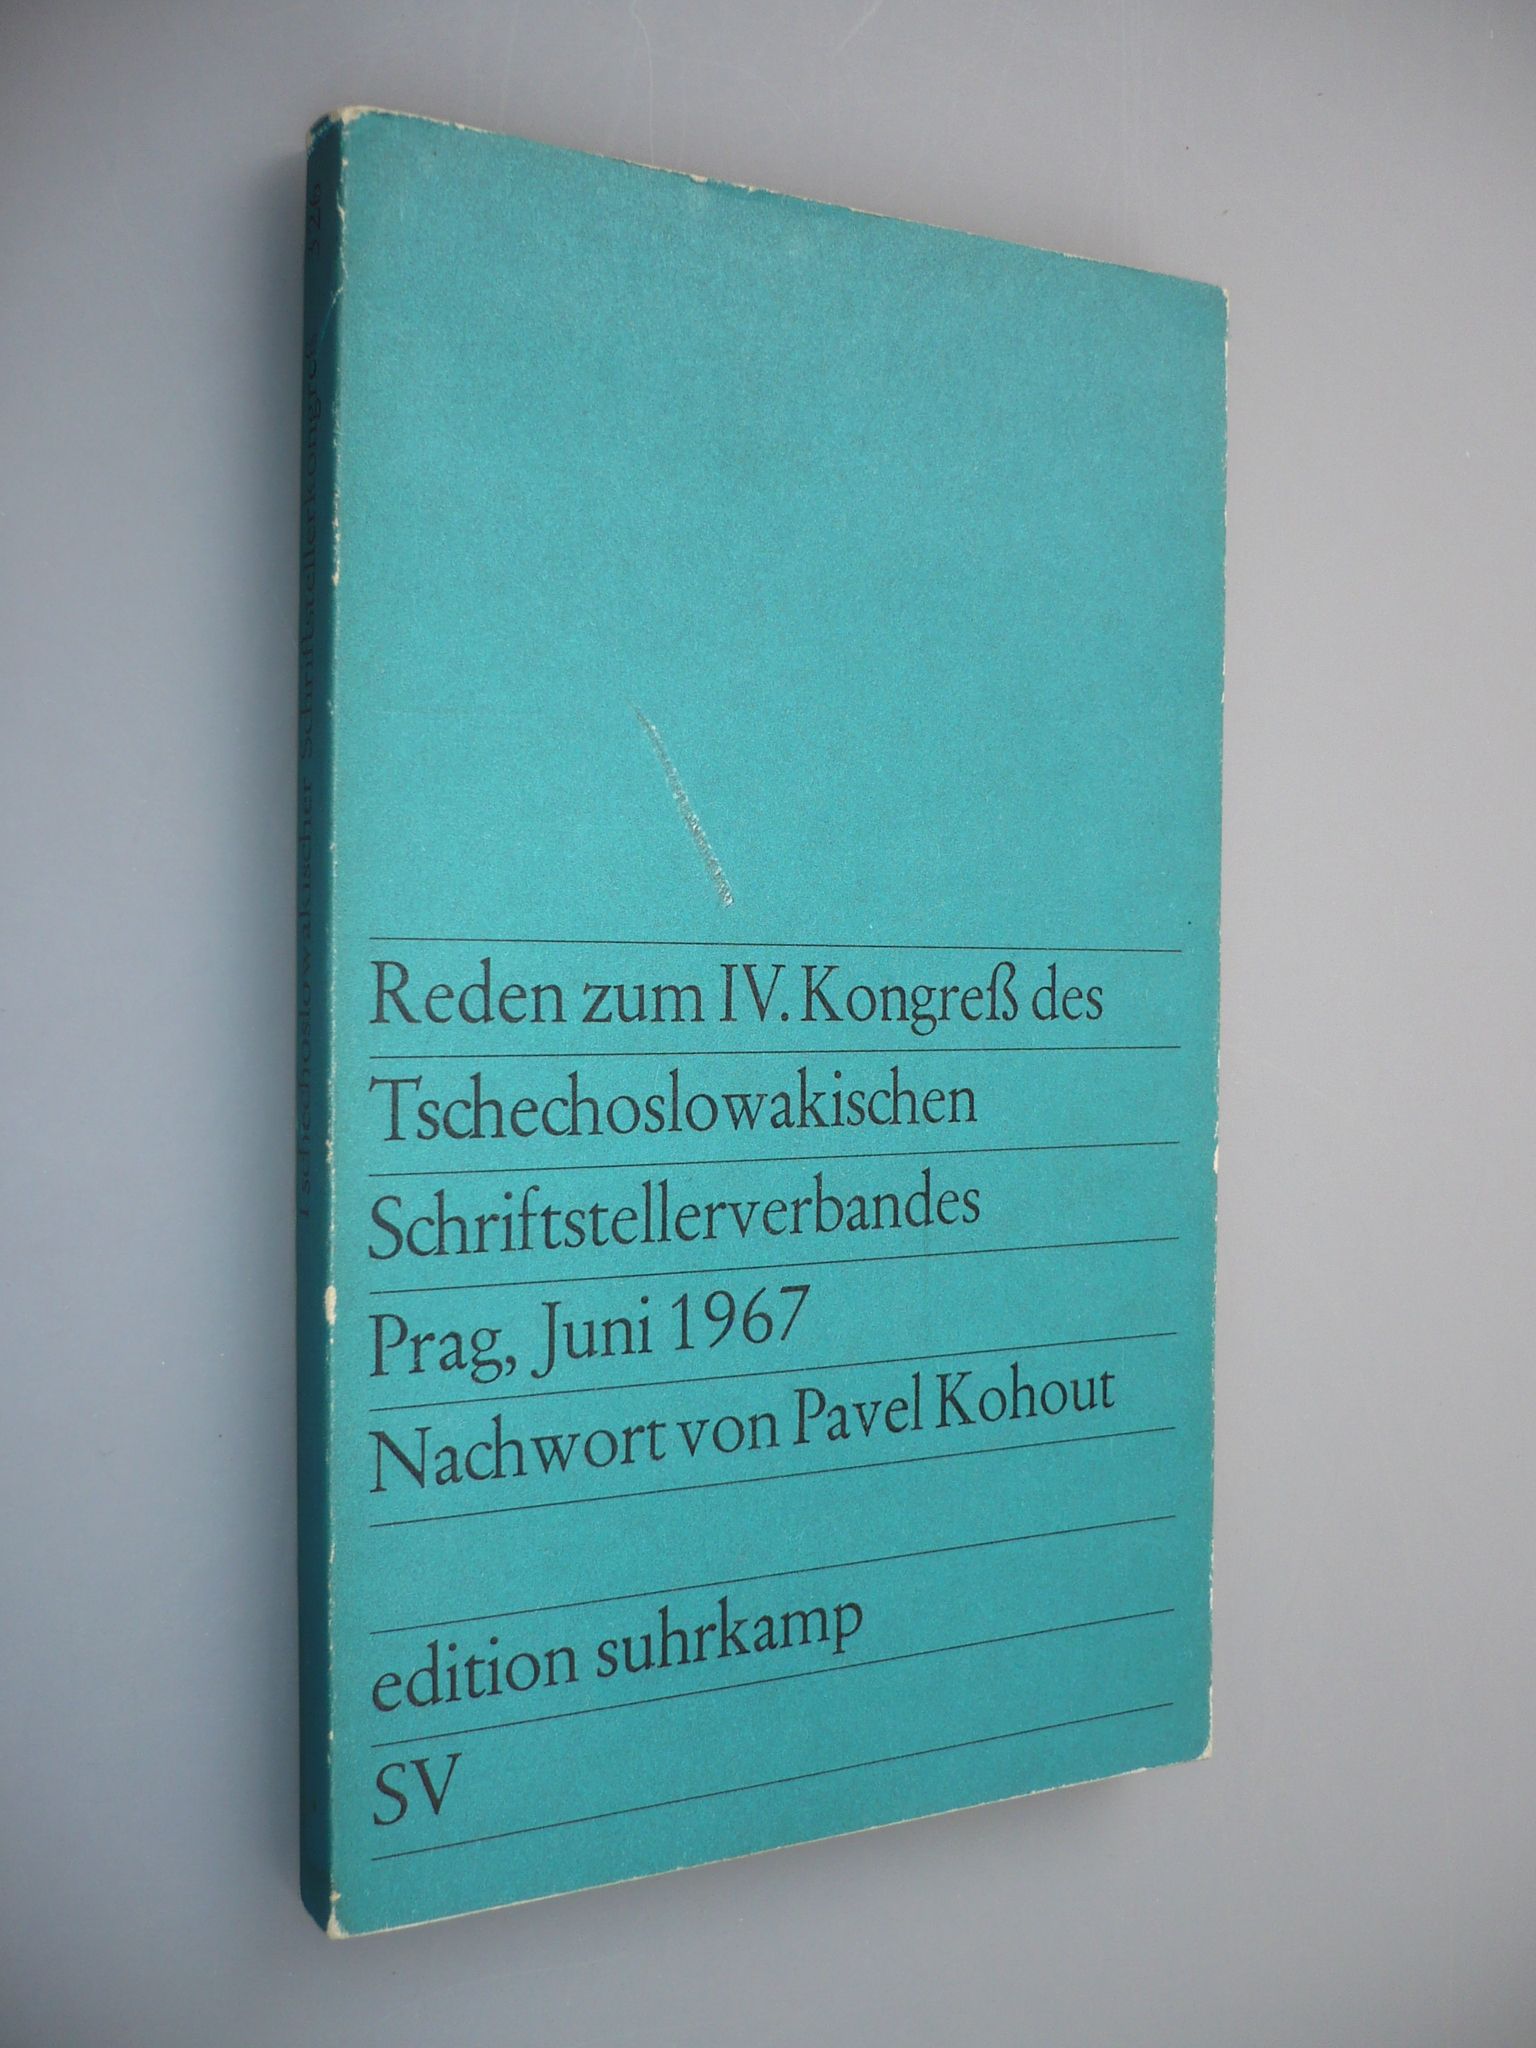 Reden zum IV. Kongreß des
Tschechoslowakischen
Schriftstellerverbandes
Prag, Juni 1967
Nachwort von Pavel Kohout
edition suhrkamp
SV
Tschechoslowakischer Schriftstellerkongreß 326